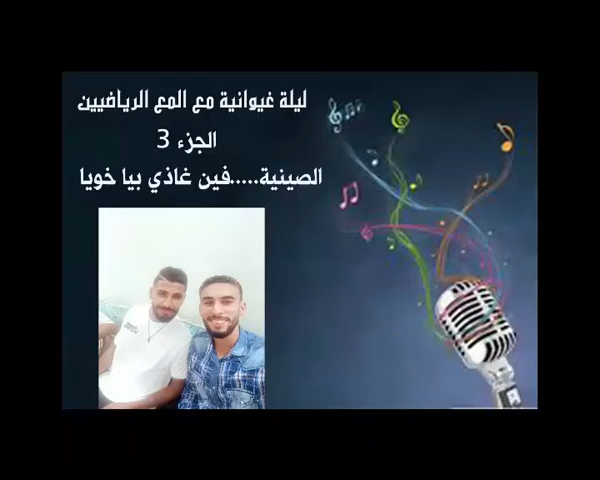 ليلة غيوانية مع المع الرياضيين
الجزء 3
الصينية.....فين غاذي بيا خويا